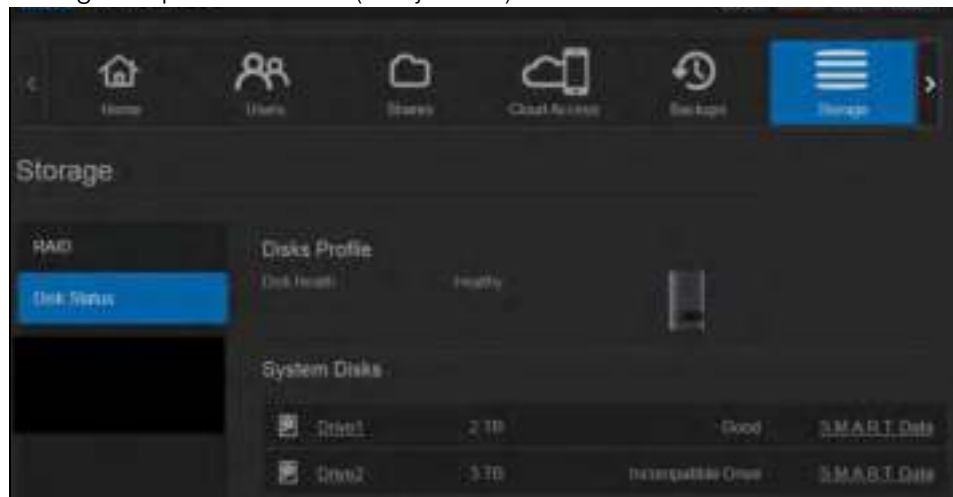 Home
Users
Shares
Cloud Access
Backups
Storage
Storage
RAID
Disk Status
Disks Profile
Disk Health Healthy
System Disks
Drive1 2 TB Good S.M.A.R.T. Data
Drive2 3 TB Incompatible Drive S.M.A.R.T. Data